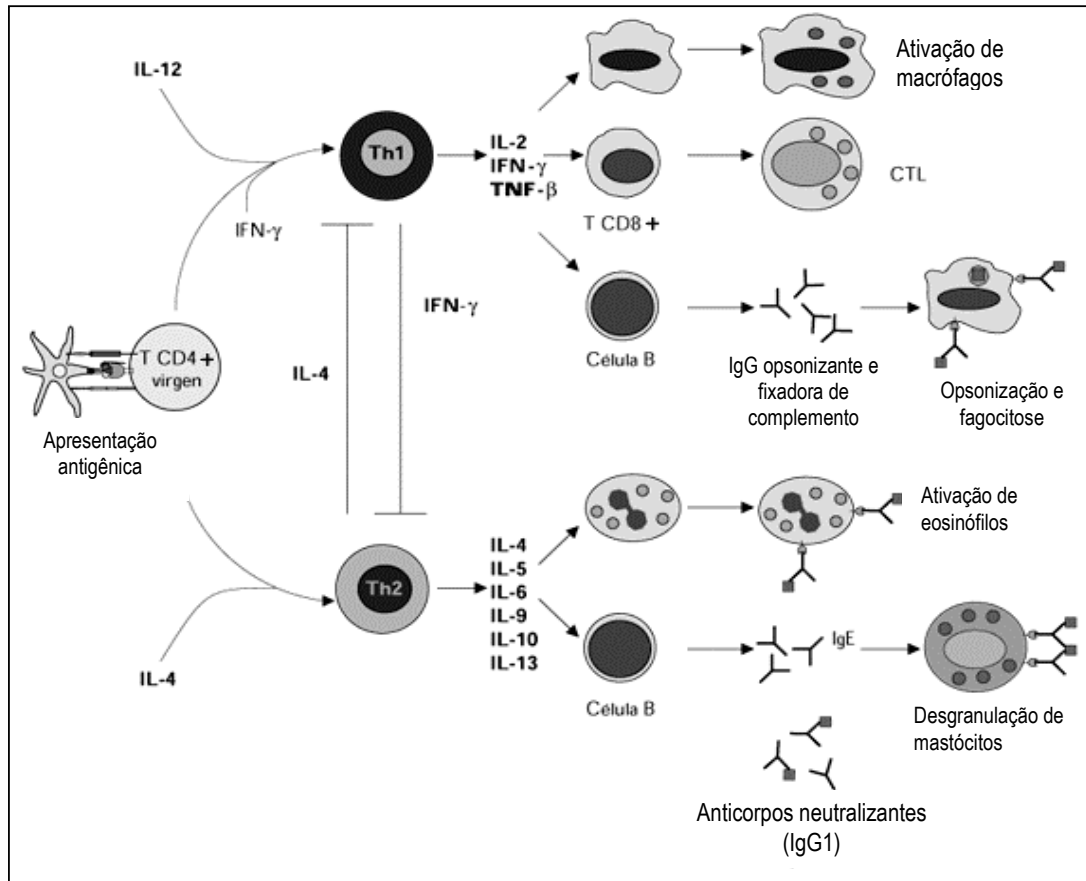 IL-12
IFN-γ
Th1
IL-2
IFN-γ
TNF-β
Ativação de
macrófagos
T CD8 +
CTL
Célula B
IgG opsonizante e
fixadora de
complemento
Opsonização e
fagocitose
T CD4 +
virgen
Apresentação
antigênica
IL-4
IFN-γ
IL-4
Th2
IL-4
IL-5
IL-6
IL-9
IL-10
IL-13
Ativação de
eosinófilos
Célula B
IgE
Desgranulação de
mastócitos
Anticorpos neutralizantes
(IgG1)